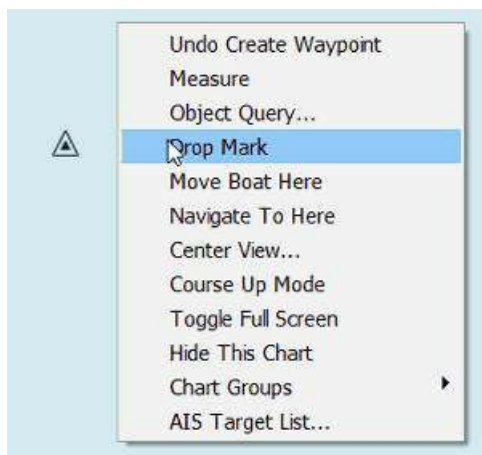 Undo Create Waypoint
Measure
Object Query...
Drop Mark
Move Boat Here
Navigate To Here
Center View...
Course Up Mode
Toggle Full Screen
Hide This Chart
Chart Groups
AIS Target List...